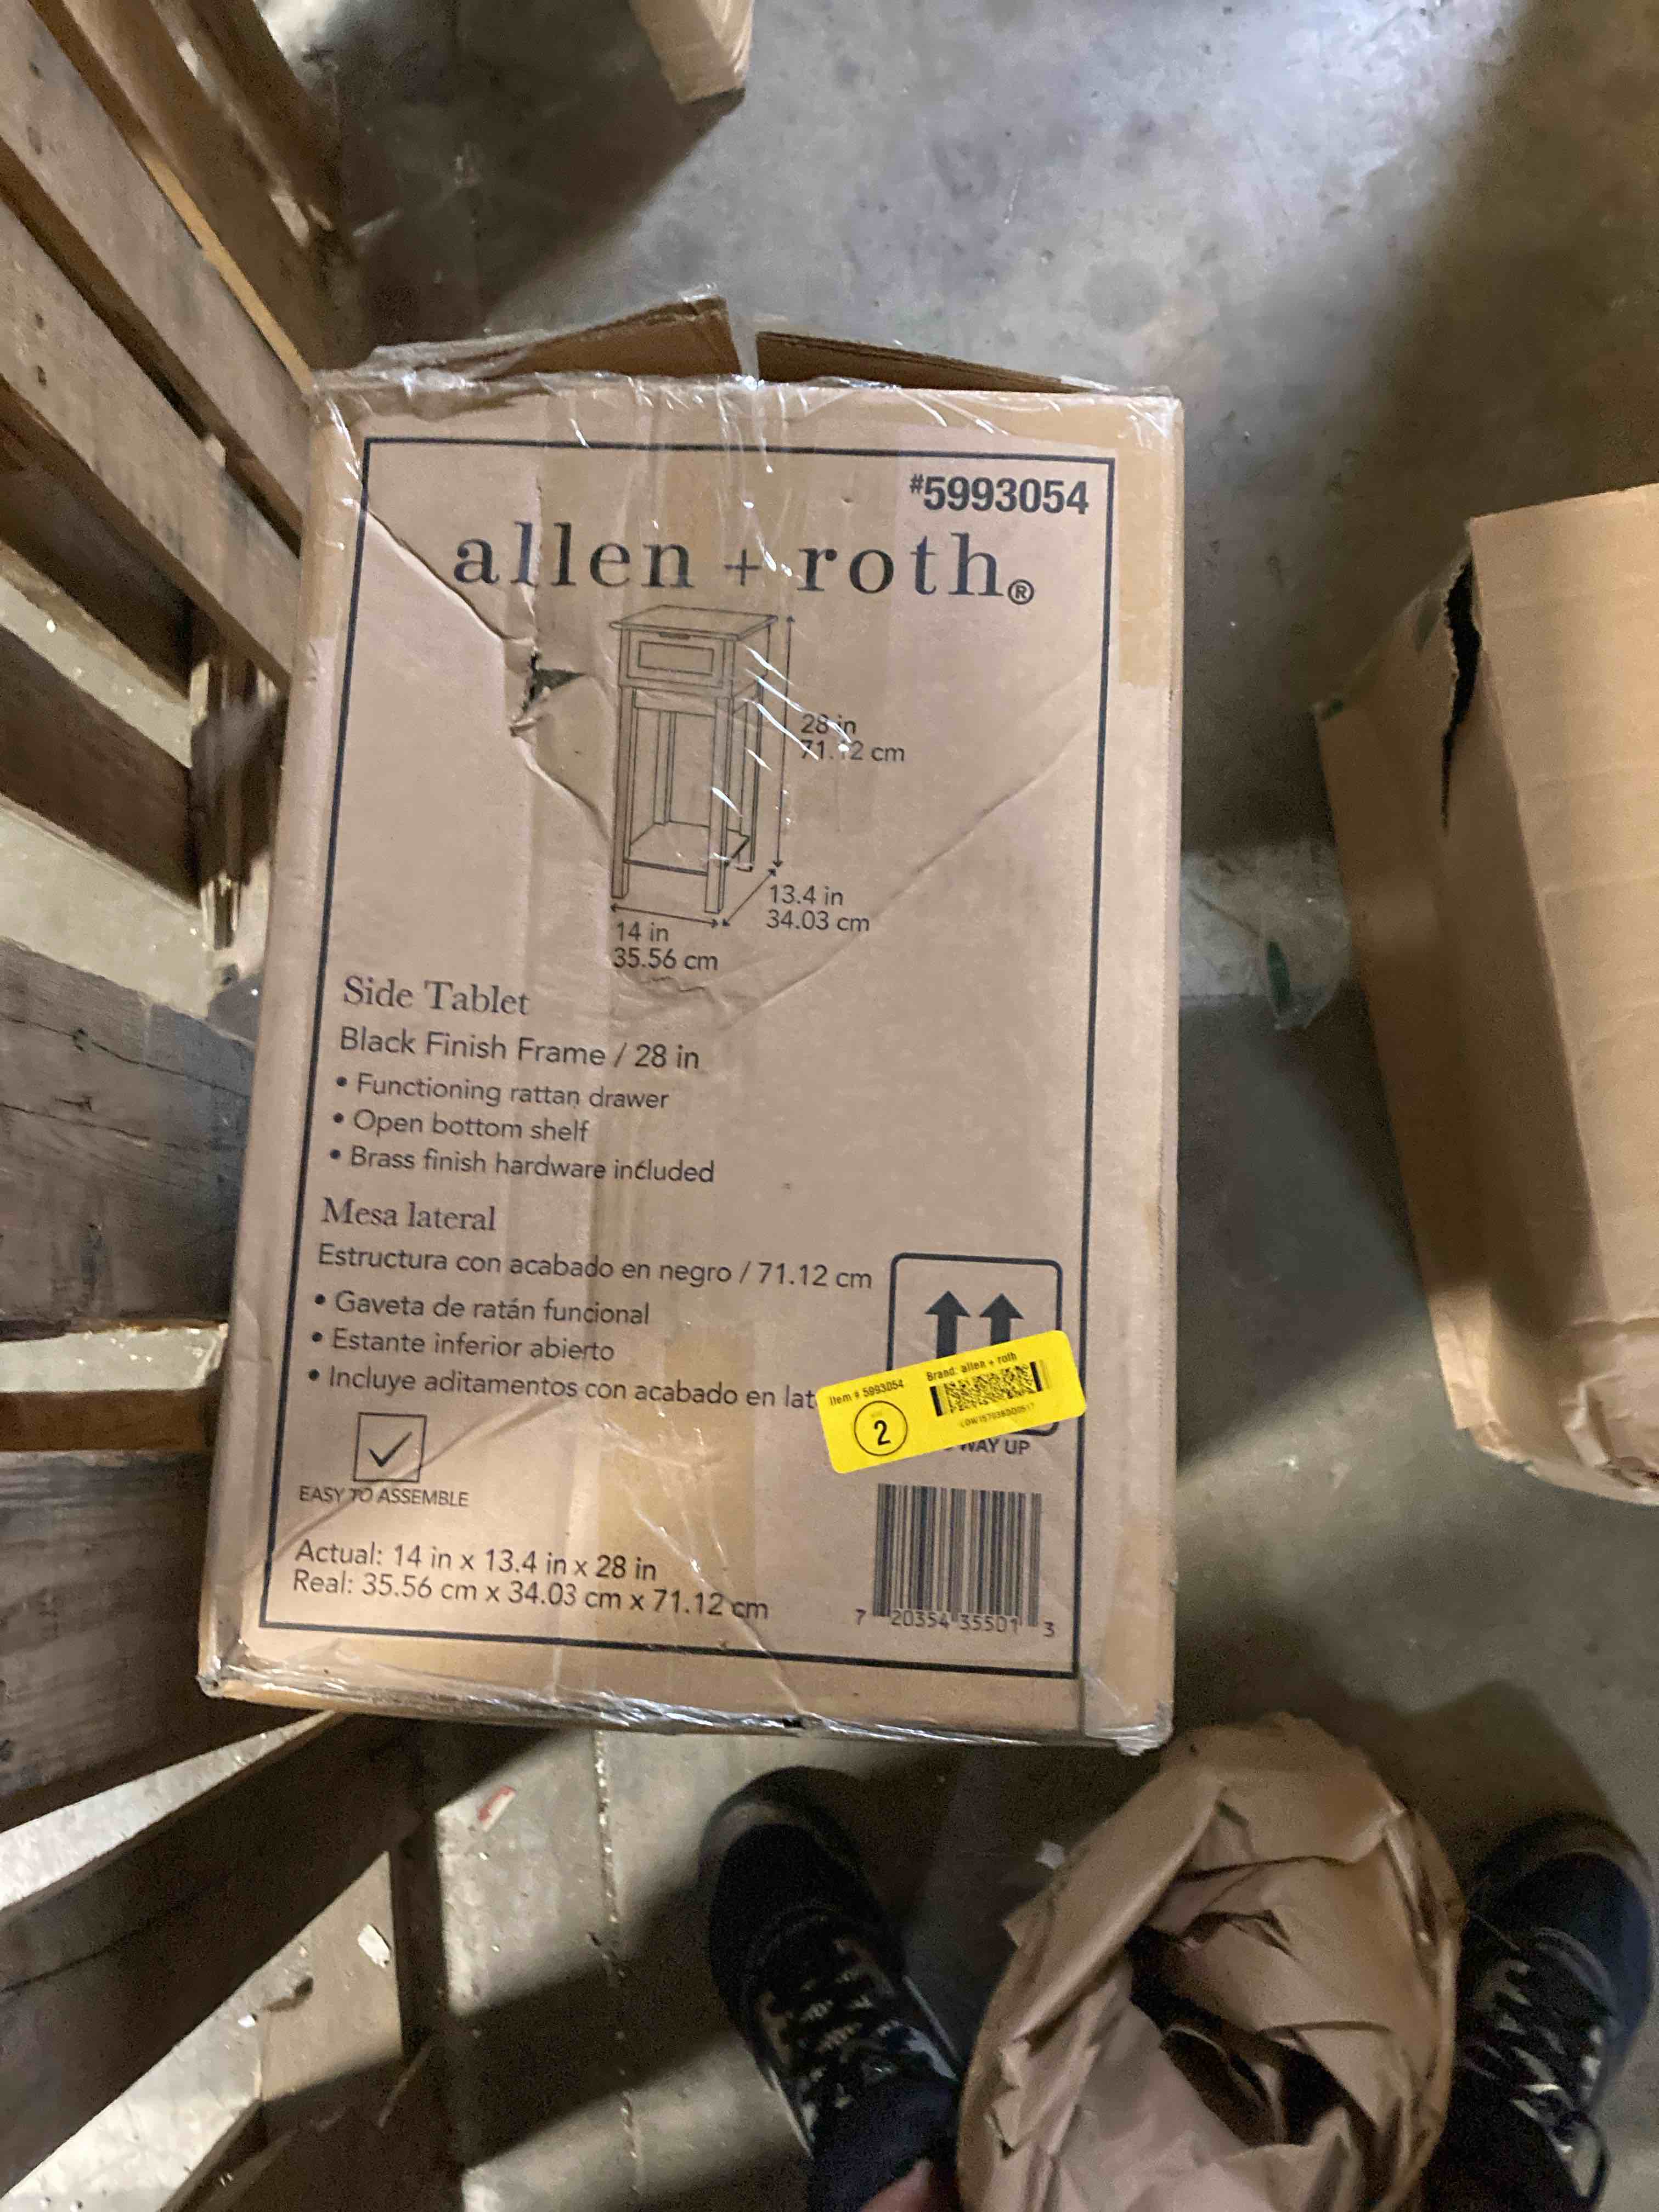 #5993054
allen + roth®
28 in
71.12 cm
13.4 in
34.03 cm
14 in
35.56 cm
Side Tablet
Black Finish Frame / 28 in
• Functioning rattan drawer
• Open bottom shelf
• Brass finish hardware included
Mesa lateral
Estructura con acabado en negro / 71.12 cm
• Gaveta de ratán funcional
• Estante inferior abierto
• Incluye aditamentos con acabado en lat
Item # 5993054
Brand: allen + roth
2
WAY UP
EASY TO ASSEMBLE
Actual: 14 in x 13.4 in x 28 in
Real: 35.56 cm x 34.03 cm x 71.12 cm
7 20354 35501 3